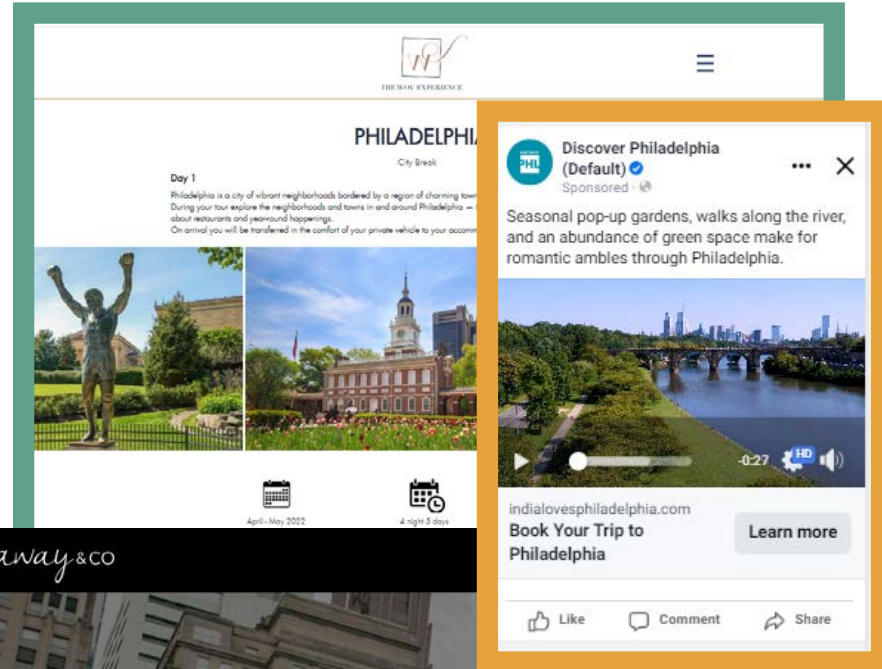 THE WOW EXPERIENCE
PHILADELPHIA
City Break
Day 1
Philadelphia is a city of vibrant neighborhoods bordered by a region of charming
During your tour explore the neighborhoods and towns in and around Philadelphia —
about restaurants and year-round happenings.
On arrival you will be transferred in the comfort of your private vehicle to your
April - May 2022
4 night 5 days
away & CO
PHL
Discover Philadelphia
(Default)
Sponsored ·
Seasonal pop-up gardens, walks along the river,
and an abundance of green space make for
romantic ambles through Philadelphia.
-0:27
HD
indialovesphiladelphia.com
Book Your Trip to
Philadelphia
Learn more
Like
Comment
Share